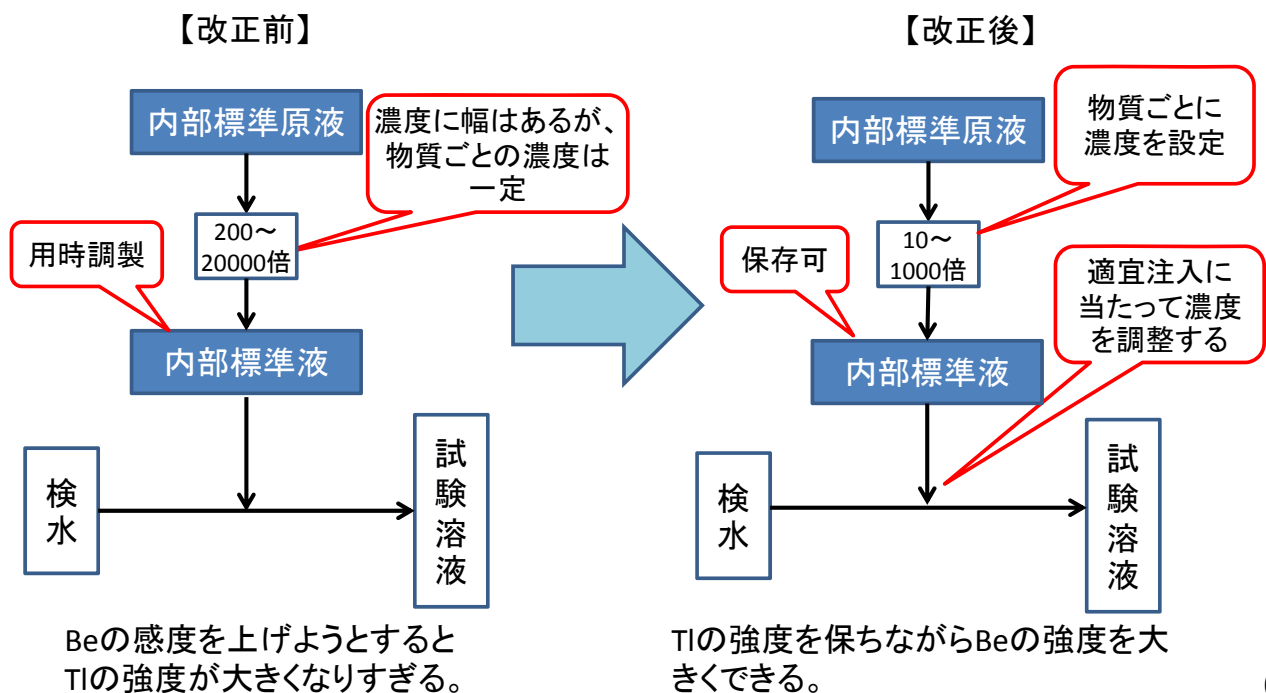 【改正前】
内部標準原液
濃度に幅はあるが、
物質ごとの濃度は
一定
200～
20000倍
用時調製
内部標準液
検
水
試
験
溶
液
Beの感度を上げようとすると
Tlの強度が大きくなりすぎる。
【改正後】
内部標準原液
物質ごとに
濃度を設定
10～
1000倍
保存可
適宜注入に
当たって濃度
を調整する
内部標準液
検
水
試
験
溶
液
Tlの強度を保ちながらBeの強度を大
きくできる。